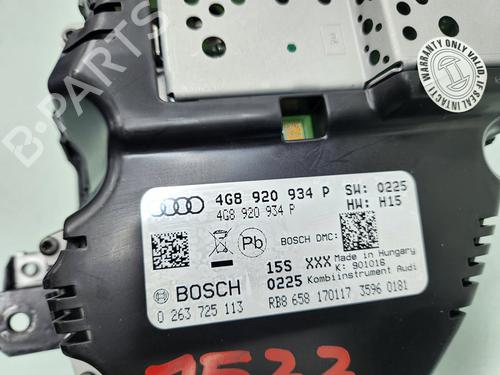 B-PARTS
WARRANTY ONLY VALID
IF SEAL INTACT!
4G8 920 934 P SW: 0225
4G8 920 934 P HW: H15
Pb BOSCH DMC:
15S XXX Made in Hungary
K: 901016
BOSCH 0225 Kombiinstrument Audi
0 263 725 113 RB8 658 170117 3596 0181